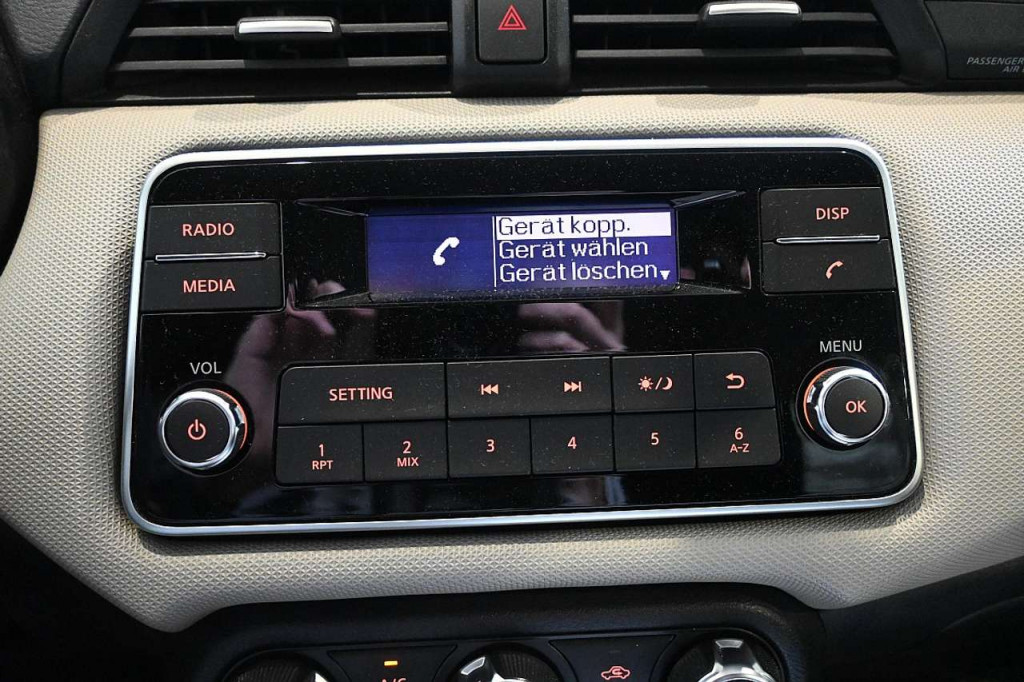 PASSENGER
AIR
RADIO
MEDIA
Gerät kopp.
Gerät wählen
Gerät löschen
DISP
VOL
MENU
SETTING
OK
1
RPT
2
MIX
3
4
5
6
A-Z
A/C